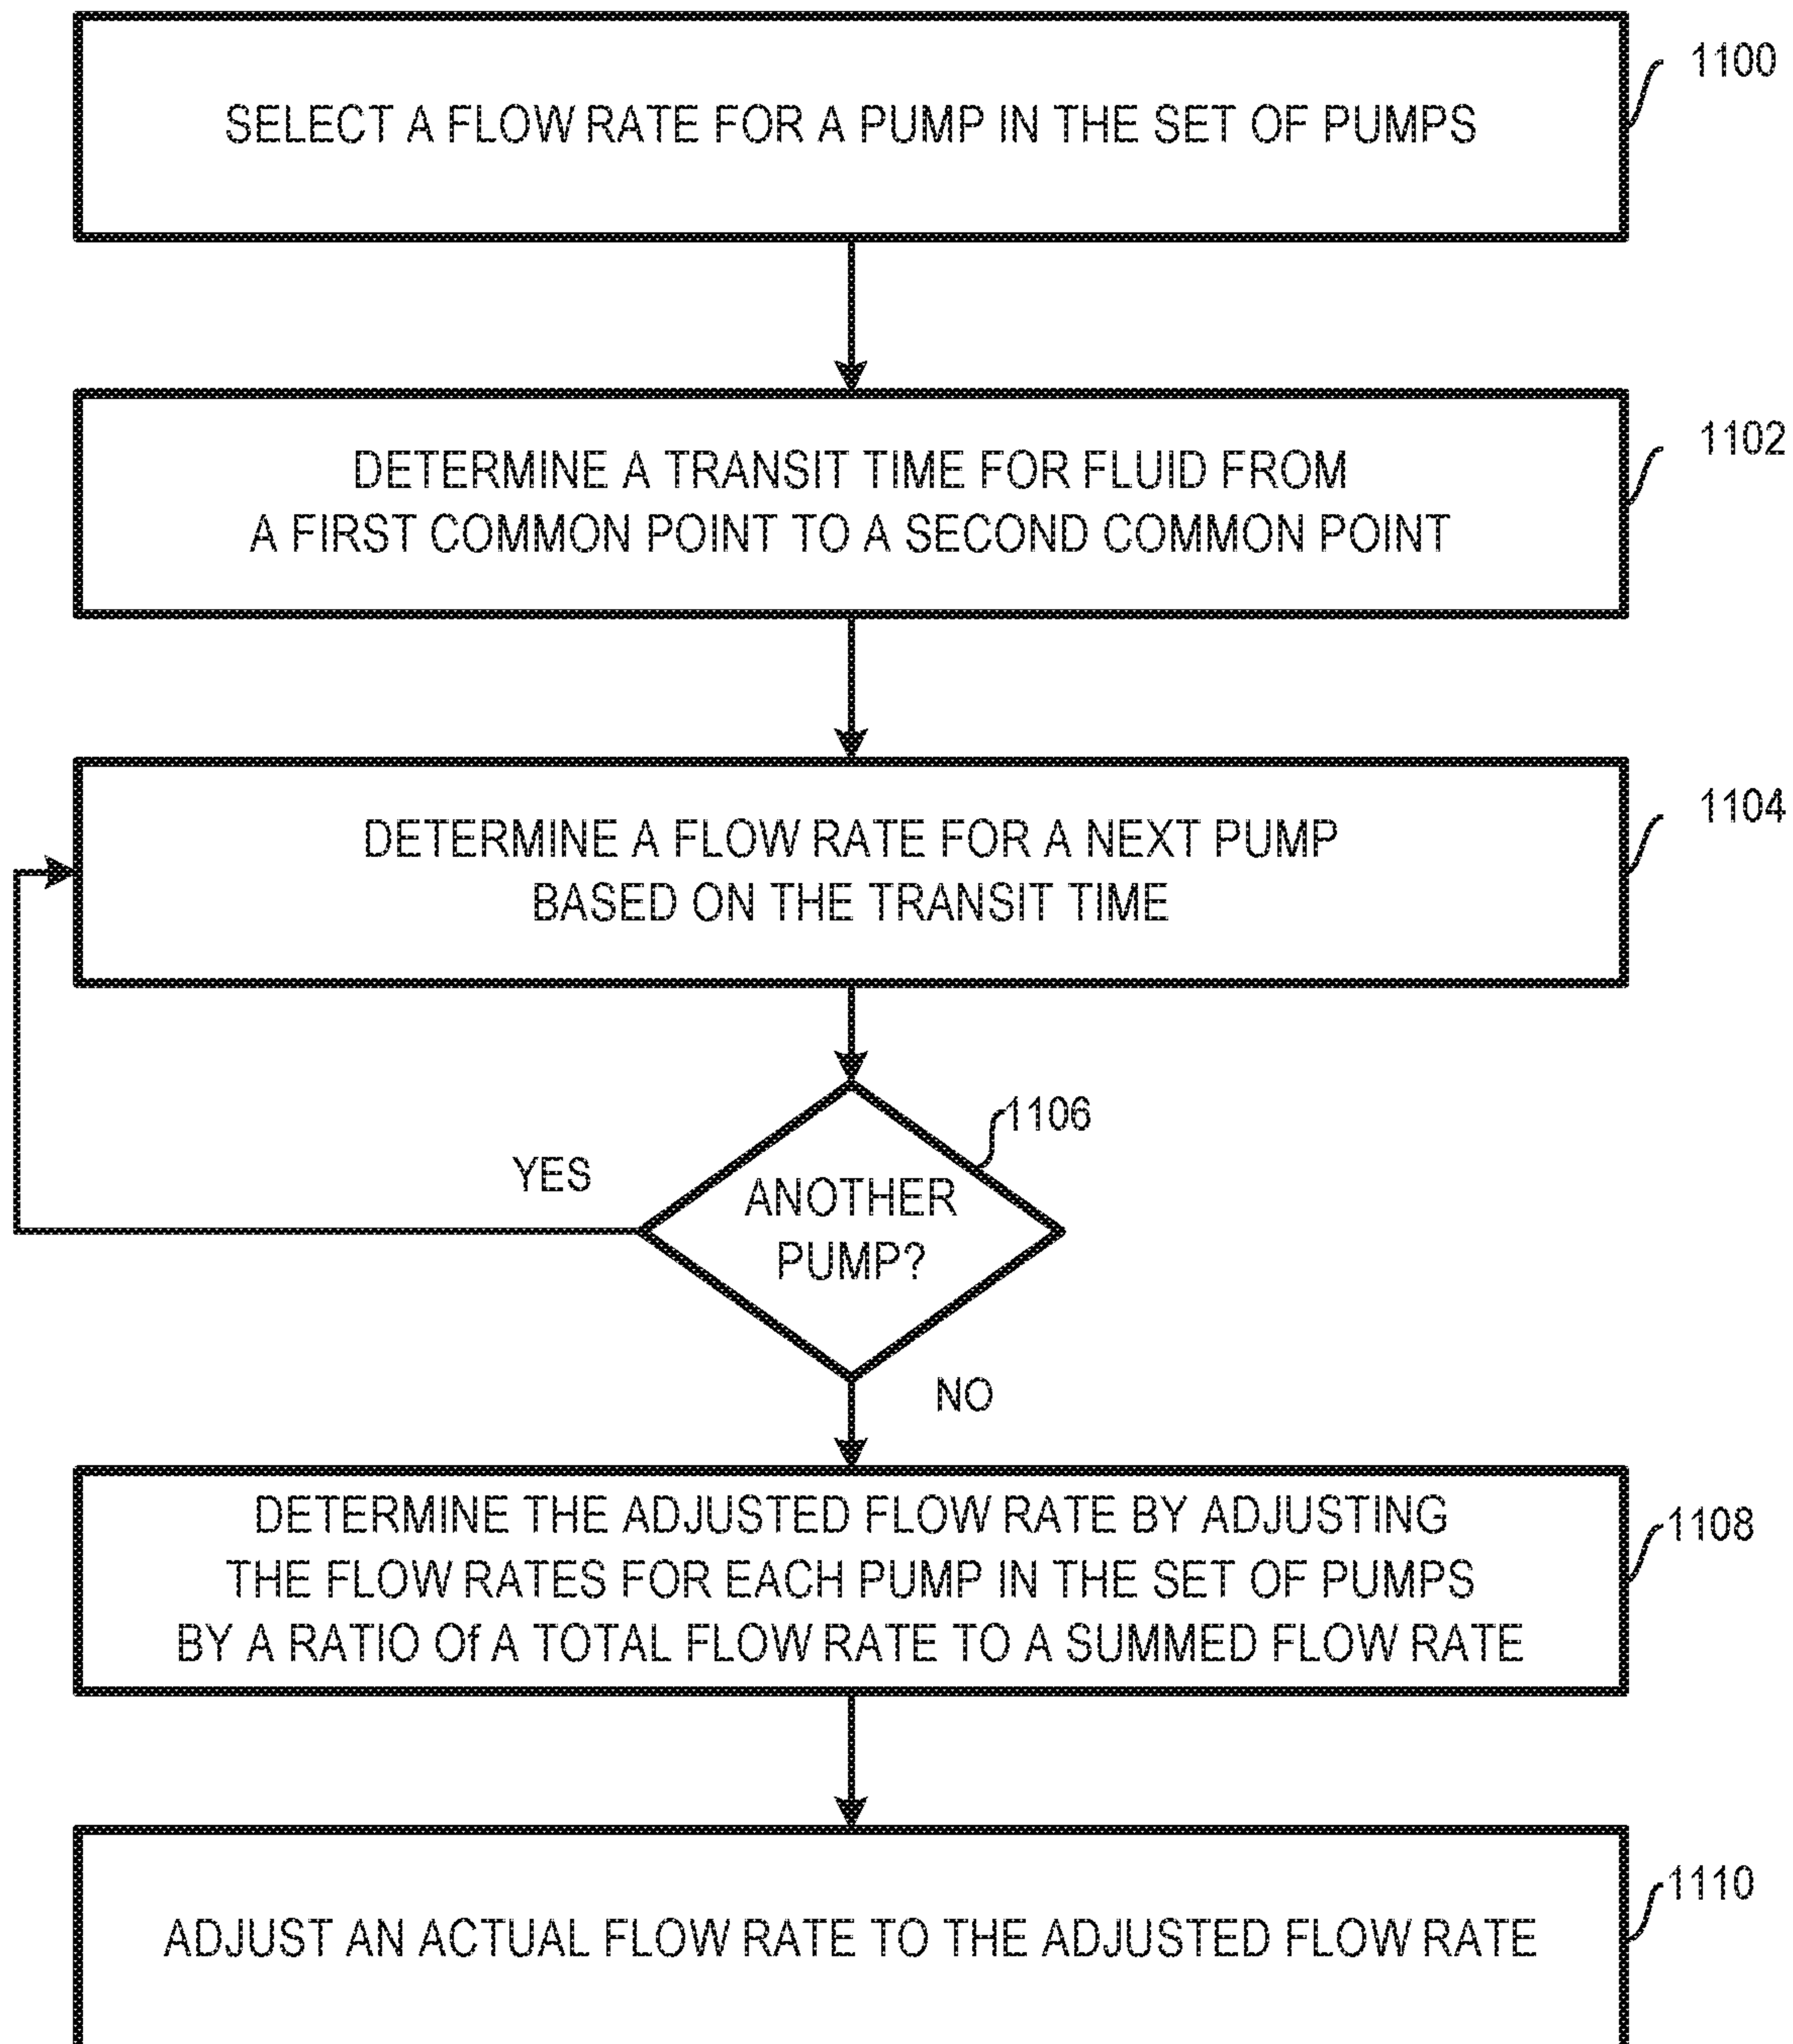 1100
SELECT A FLOW RATE FOR A PUMP IN THE SET OF PUMPS
1102
DETERMINE A TRANSIT TIME FOR FLUID FROM
A FIRST COMMON POINT TO A SECOND COMMON POINT
1104
DETERMINE A FLOW RATE FOR A NEXT PUMP
BASED ON THE TRANSIT TIME
1106
YES
ANOTHER
PUMP?
NO
DETERMINE THE ADJUSTED FLOW RATE BY ADJUSTING
1108
THE FLOW RATES FOR EACH PUMP IN THE SET OF PUMPS
BY A RATIO Of A TOTAL FLOW RATE TO A SUMMED FLOW RATE
1110
ADJUST AN ACTUAL FLOW RATE TO THE ADJUSTED FLOW RATE